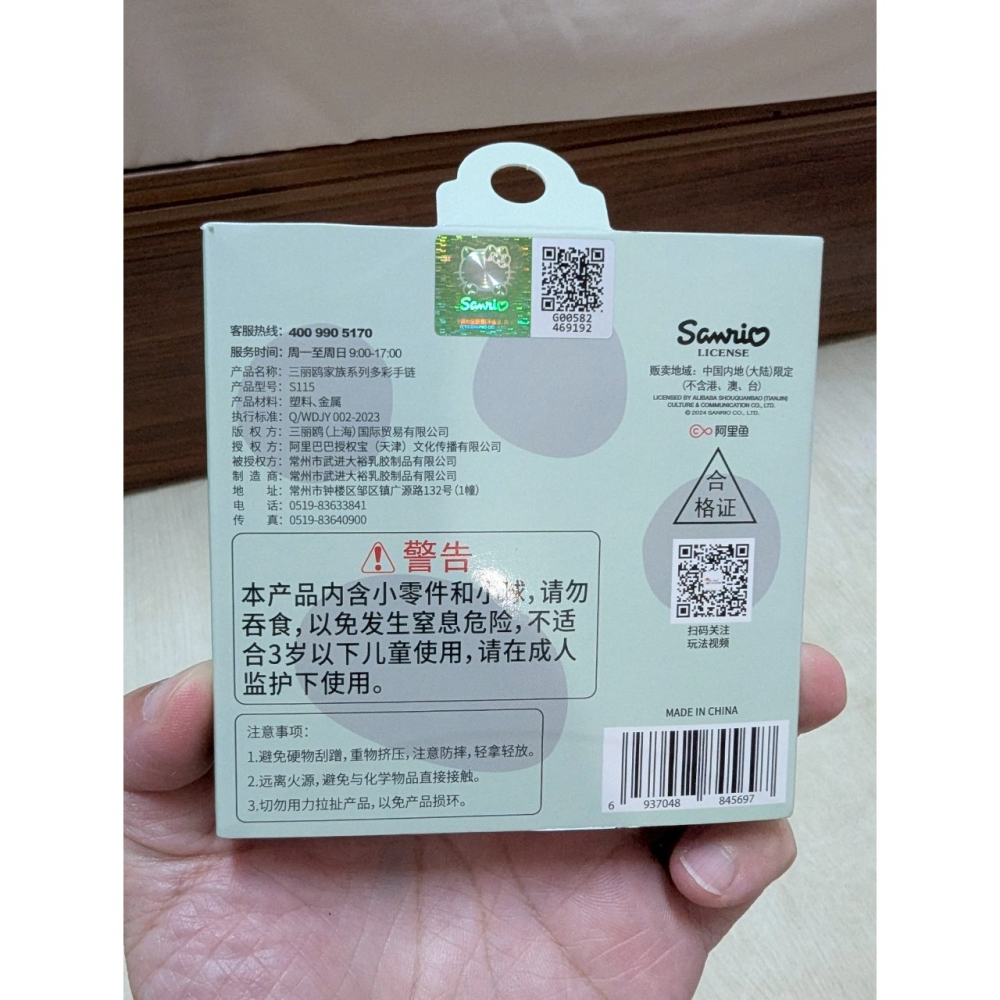 Sanrio
G00582
469192
客服热线：400 990 5170
服务时间：周一至周日 9:00-17:00
产品名称：三丽鸥家族系列多彩手链
产品型号：S115
产品材料：塑料、金属
执行标准：Q/WDJY 002-2023
版 权 方：三丽鸥（上海）国际贸易有限公司
授 权 方：阿里巴巴授权宝（天津）文化传播有限公司
被授权方：常州市武进大裕乳胶制品有限公司
制 造 商：常州市武进大裕乳胶制品有限公司
地 址：常州市钟楼区邹区镇广源路132号（1幢）
电 话：0519-83633841
传 真：0519-83640900
Sanrio
LICENSE
贩卖地域：中国内地（大陆）限定
（不含港、澳、台）
LICENSED BY ALIBABA SHOUQUANBAO (TIANJIN)
CULTURE & COMMUNICATION CO., LTD.
© 2024 SANRIO CO., LTD.
阿里鱼
合
格证
扫码关注
玩法视频
警告
本产品内含小零件和小球，请勿
吞食，以免发生窒息危险，不适
合3岁以下儿童使用，请在成人
监护下使用。
注意事项：
1.避免硬物刮蹭，重物挤压，注意防摔，轻拿轻放。
2.远离火源，避免与化学物品直接接触。
3.切勿用力拉扯产品，以免产品损环。
MADE IN CHINA
6 937048 845697